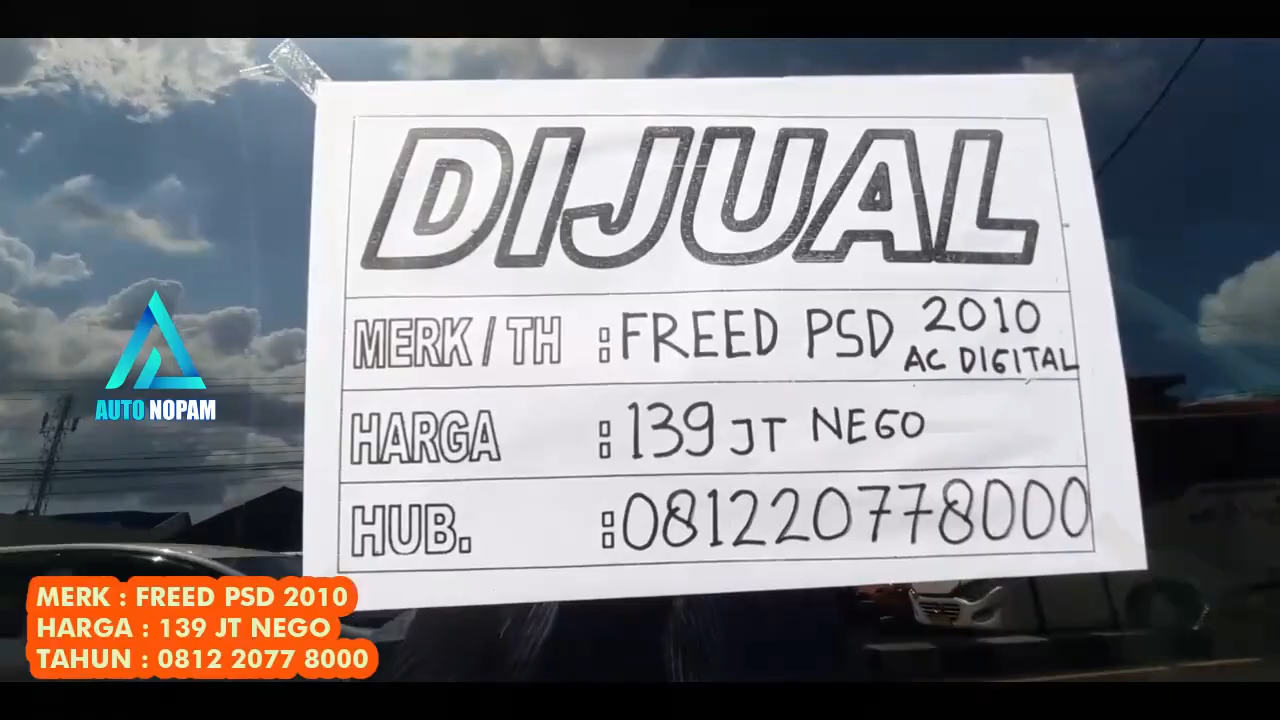 DIJUAL
MERK / TH : FREED PSD 2010
AC DIGITAL
HARGA : 139 JT NEGO
HUB. : 081220778000
AUTO NOPAM
MERK : FREED PSD 2010
HARGA : 139 JT NEGO
TAHUN : 0812 2077 8000